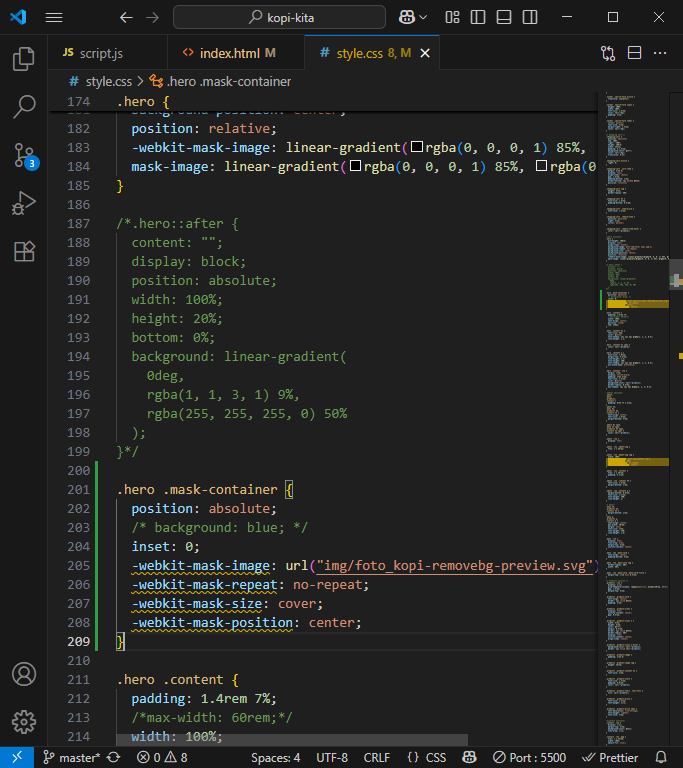 kopi-kita
JS script.js
<> index.html M
# style.css 8, M
# style.css > .hero .mask-container
174 .hero {
182 position: relative;
183 -webkit-mask-image: linear-gradient(rgba(0, 0, 0, 1) 85%,
184 mask-image: linear-gradient(rgba(0, 0, 0, 1) 85%, rgba(0
185 }
186
187 /*.hero::after {
188 content: "";
189 display: block;
190 position: absolute;
191 width: 100%;
192 height: 20%;
193 bottom: 0%;
194 background: linear-gradient(
195 0deg,
196 rgba(1, 1, 3, 1) 9%,
197 rgba(255, 255, 255, 0) 50%
198 );
199 }*/
200
201 .hero .mask-container {
202 position: absolute;
203 /* background: blue; */
204 inset: 0;
205 -webkit-mask-image: url("img/foto_kopi-removebg-preview.svg")
206 -webkit-mask-repeat: no-repeat;
207 -webkit-mask-size: cover;
208 -webkit-mask-position: center;
209 }
210
211 .hero .content {
212 padding: 1.4rem 7%;
213 /*max-width: 60rem;*/
214 width: 100%;
3
master* 0 8 Spaces: 4 UTF-8 CRLF {} CSS Port : 5500 Prettier